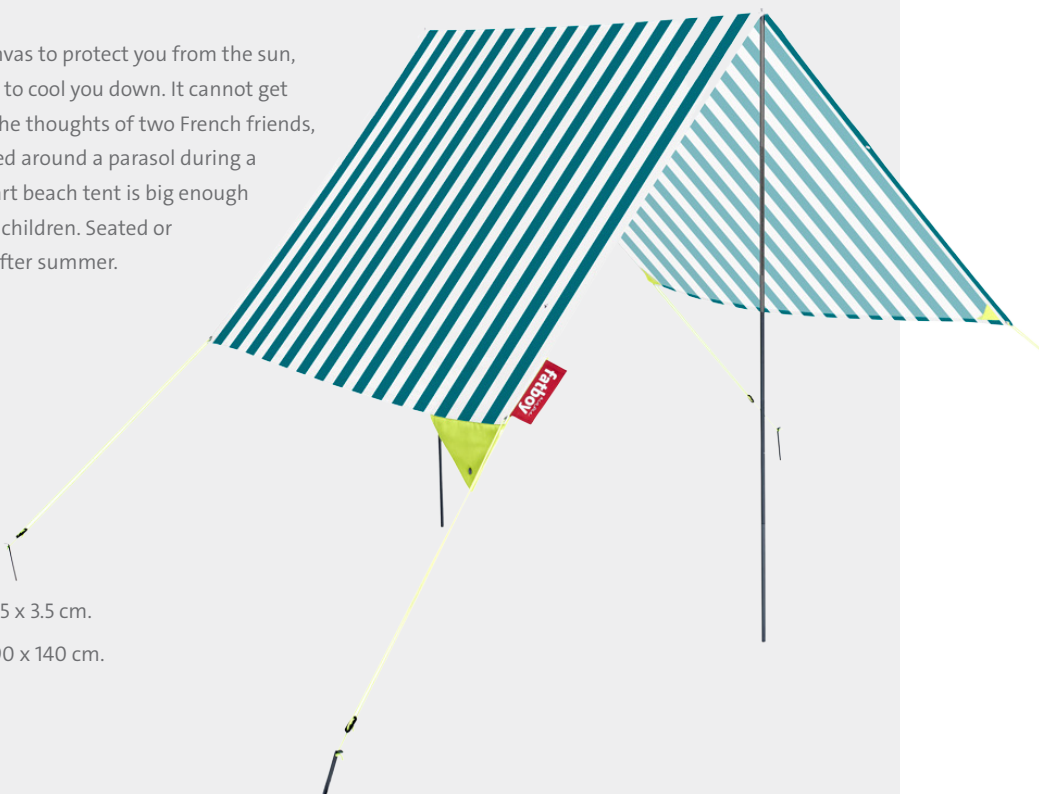 vas to protect you from the sun,
to cool you down. It cannot get
he thoughts of two French friends,
ed around a parasol during a
rt beach tent is big enough
children. Seated or
fter summer.
fatboy
5 x 3.5 cm.
0 x 140 cm.